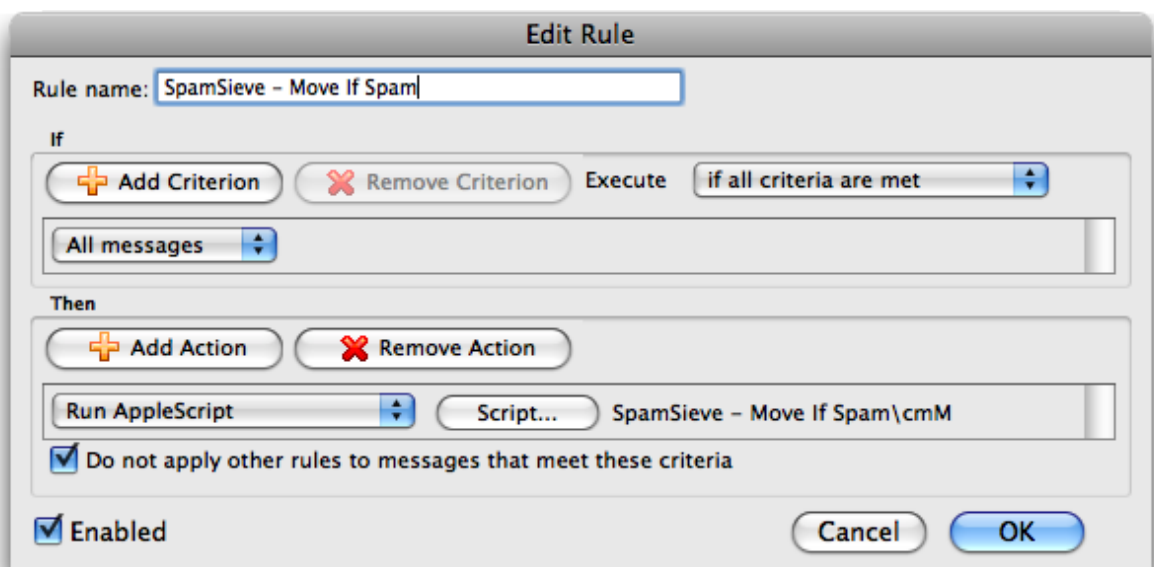 Edit Rule
Rule name: SpamSieve – Move If Spam
If
Add Criterion Remove Criterion Execute if all criteria are met
All messages
Then
Add Action Remove Action
Run AppleScript Script... SpamSieve – Move If Spam\cmM
Do not apply other rules to messages that meet these criteria
Enabled Cancel OK